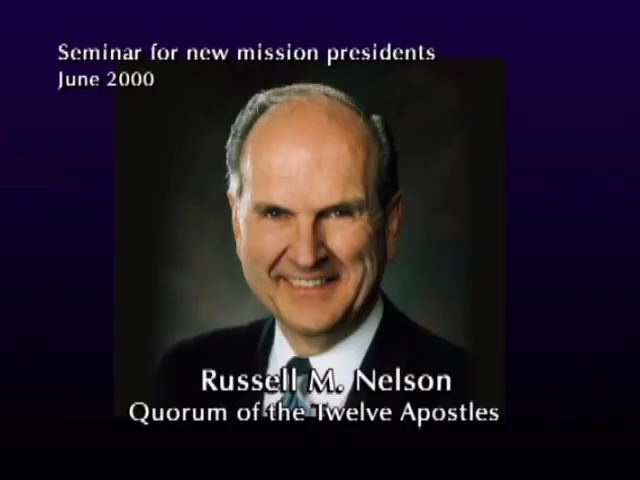 Seminar for new mission presidents
June 2000
Russell M. Nelson
Quorum of the Twelve Apostles